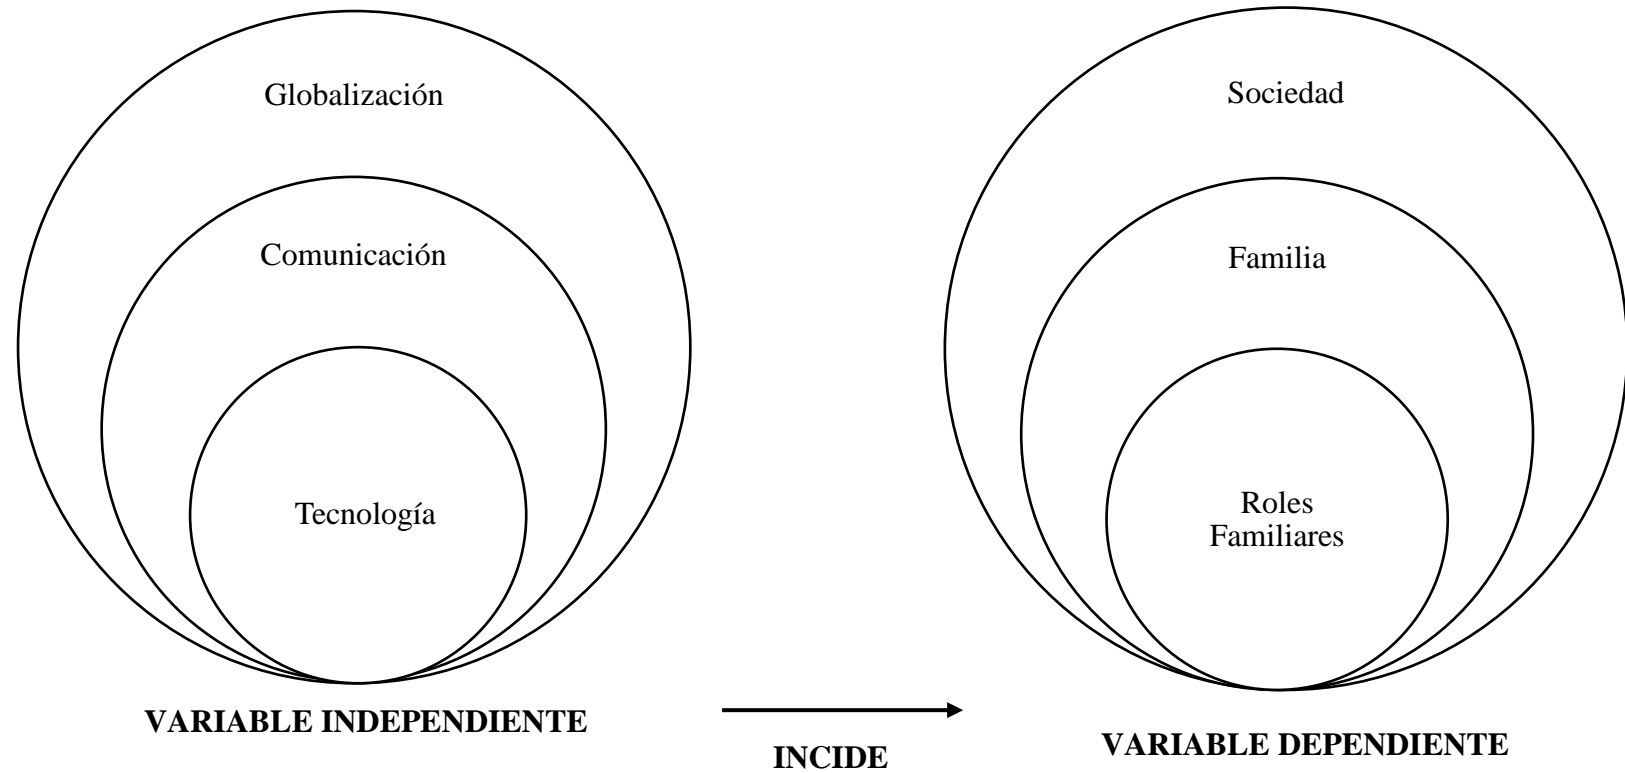 Globalización
Comunicación
Tecnología
VARIABLE INDEPENDIENTE
INCIDE
Sociedad
Familia
Roles
Familiares
VARIABLE DEPENDIENTE